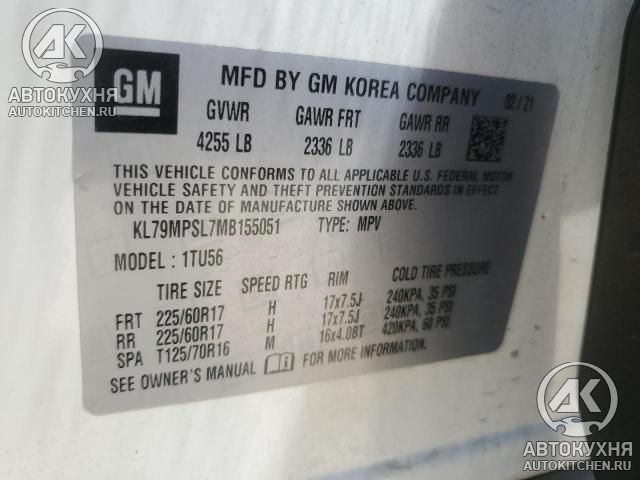 AK
АВТОКУХНЯ
AUTOKITCHEN.RU
GM
MFD BY GM KOREA COMPANY 02/21
GVWR GAWR FRT GAWR RR
4255 LB 2336 LB 2336 LB
THIS VEHICLE CONFORMS TO ALL APPLICABLE U.S. FEDERAL MOTOR
VEHICLE SAFETY AND THEFT PREVENTION STANDARDS IN EFFECT
ON THE DATE OF MANUFACTURE SHOWN ABOVE.
KL79MPSL7MB155051 TYPE: MPV
MODEL: 1TU56
TIRE SIZE SPEED RTG RIM COLD TIRE PRESSURE
FRT 225/60R17 H 17x7.5J 240KPA, 35 PSI
RR 225/60R17 H 17x7.5J 240KPA, 35 PSI
SPA T125/70R16 M 16x4.0BT 420KPA, 60 PSI
SEE OWNER'S MANUAL FOR MORE INFORMATION
AK
АВТОКУХНЯ
AUTOKITCHEN.RU